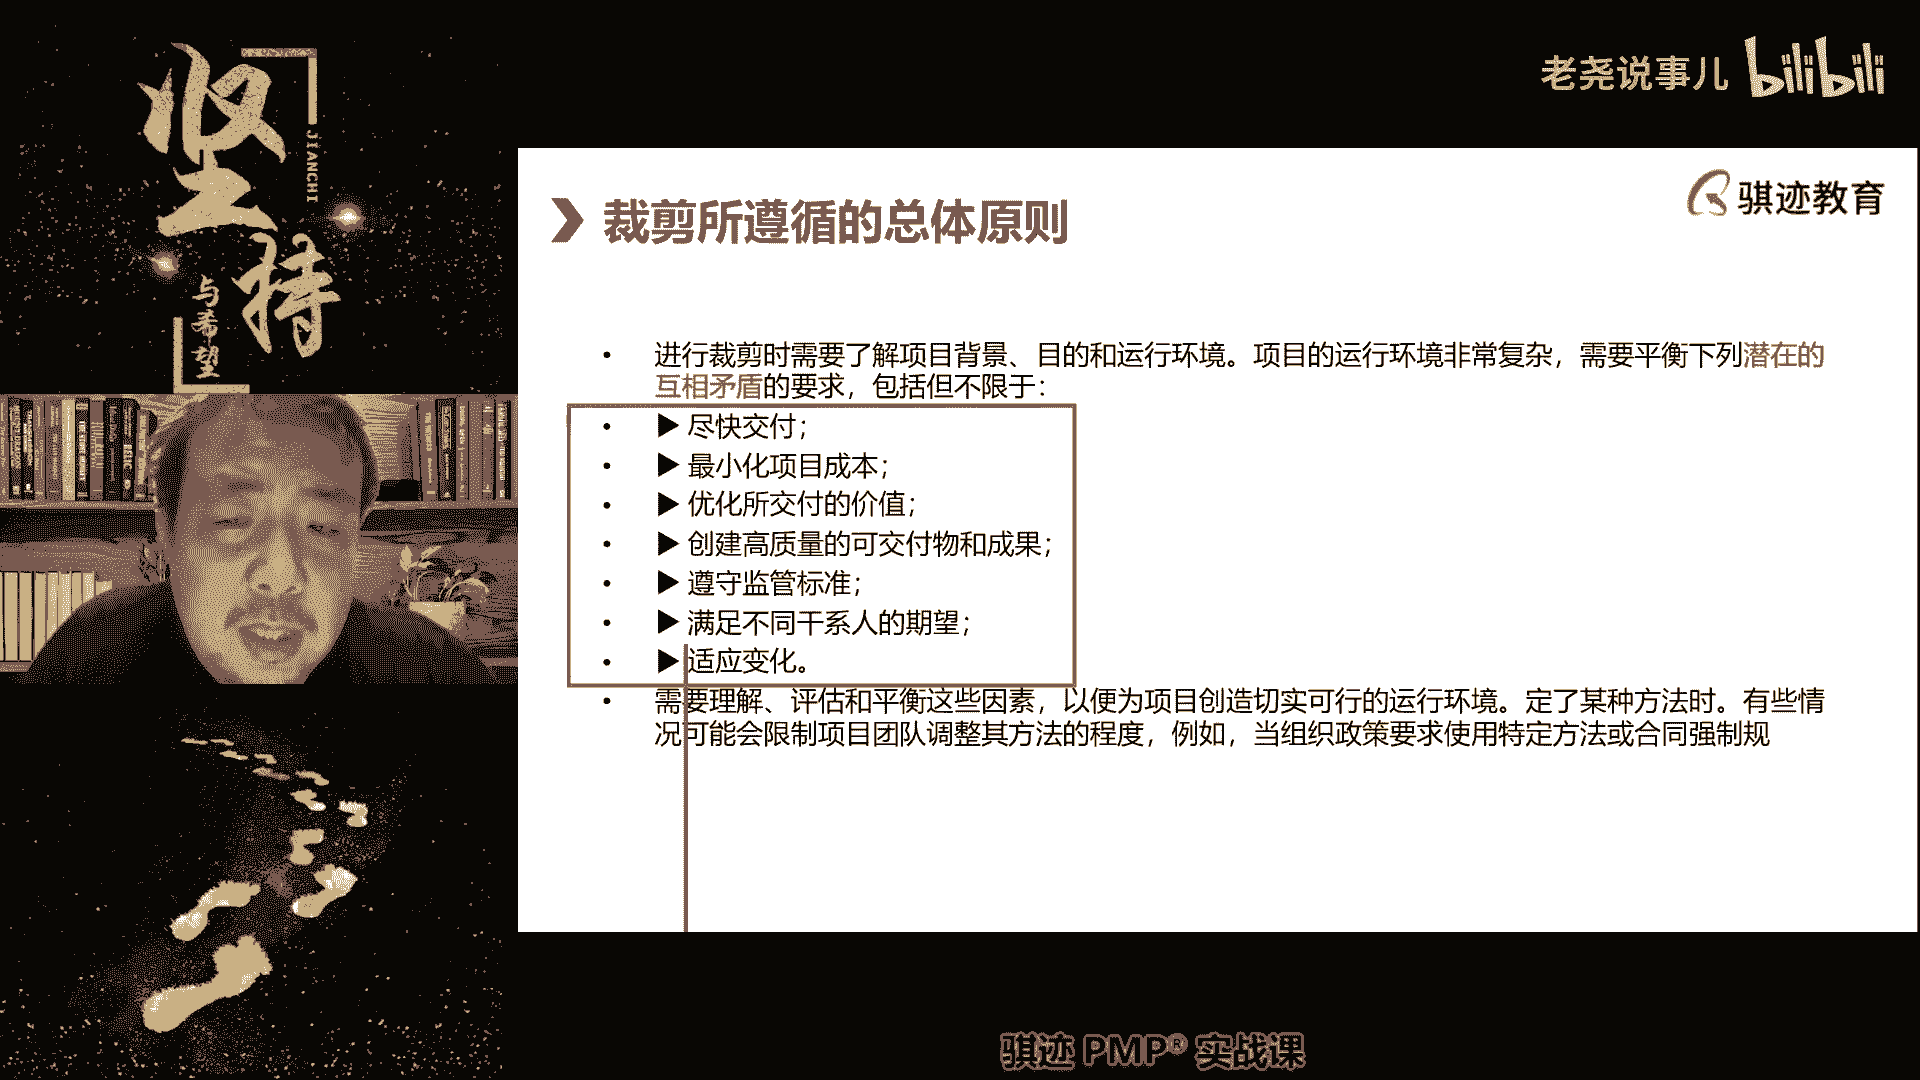 坚持
JIANCHI
与希望
老尧说事儿 bilibili
骐迹教育
裁剪所遵循的总体原则
• 进行裁剪时需要了解项目背景、目的和运行环境。项目的运行环境非常复杂，需要平衡下列潜在的
互相矛盾的要求，包括但不限于：
• ▶ 尽快交付；
• ▶ 最小化项目成本；
• ▶ 优化所交付的价值；
• ▶ 创建高质量的可交付物和成果；
• ▶ 遵守监管标准；
• ▶ 满足不同干系人的期望；
• ▶ 适应变化。
• 需要理解、评估和平衡这些因素，以便为项目创造切实可行的运行环境。定了某种方法时。有些情
况可能会限制项目团队调整其方法的程度，例如，当组织政策要求使用特定方法或合同强制规
骐迹 PMP® 实战课